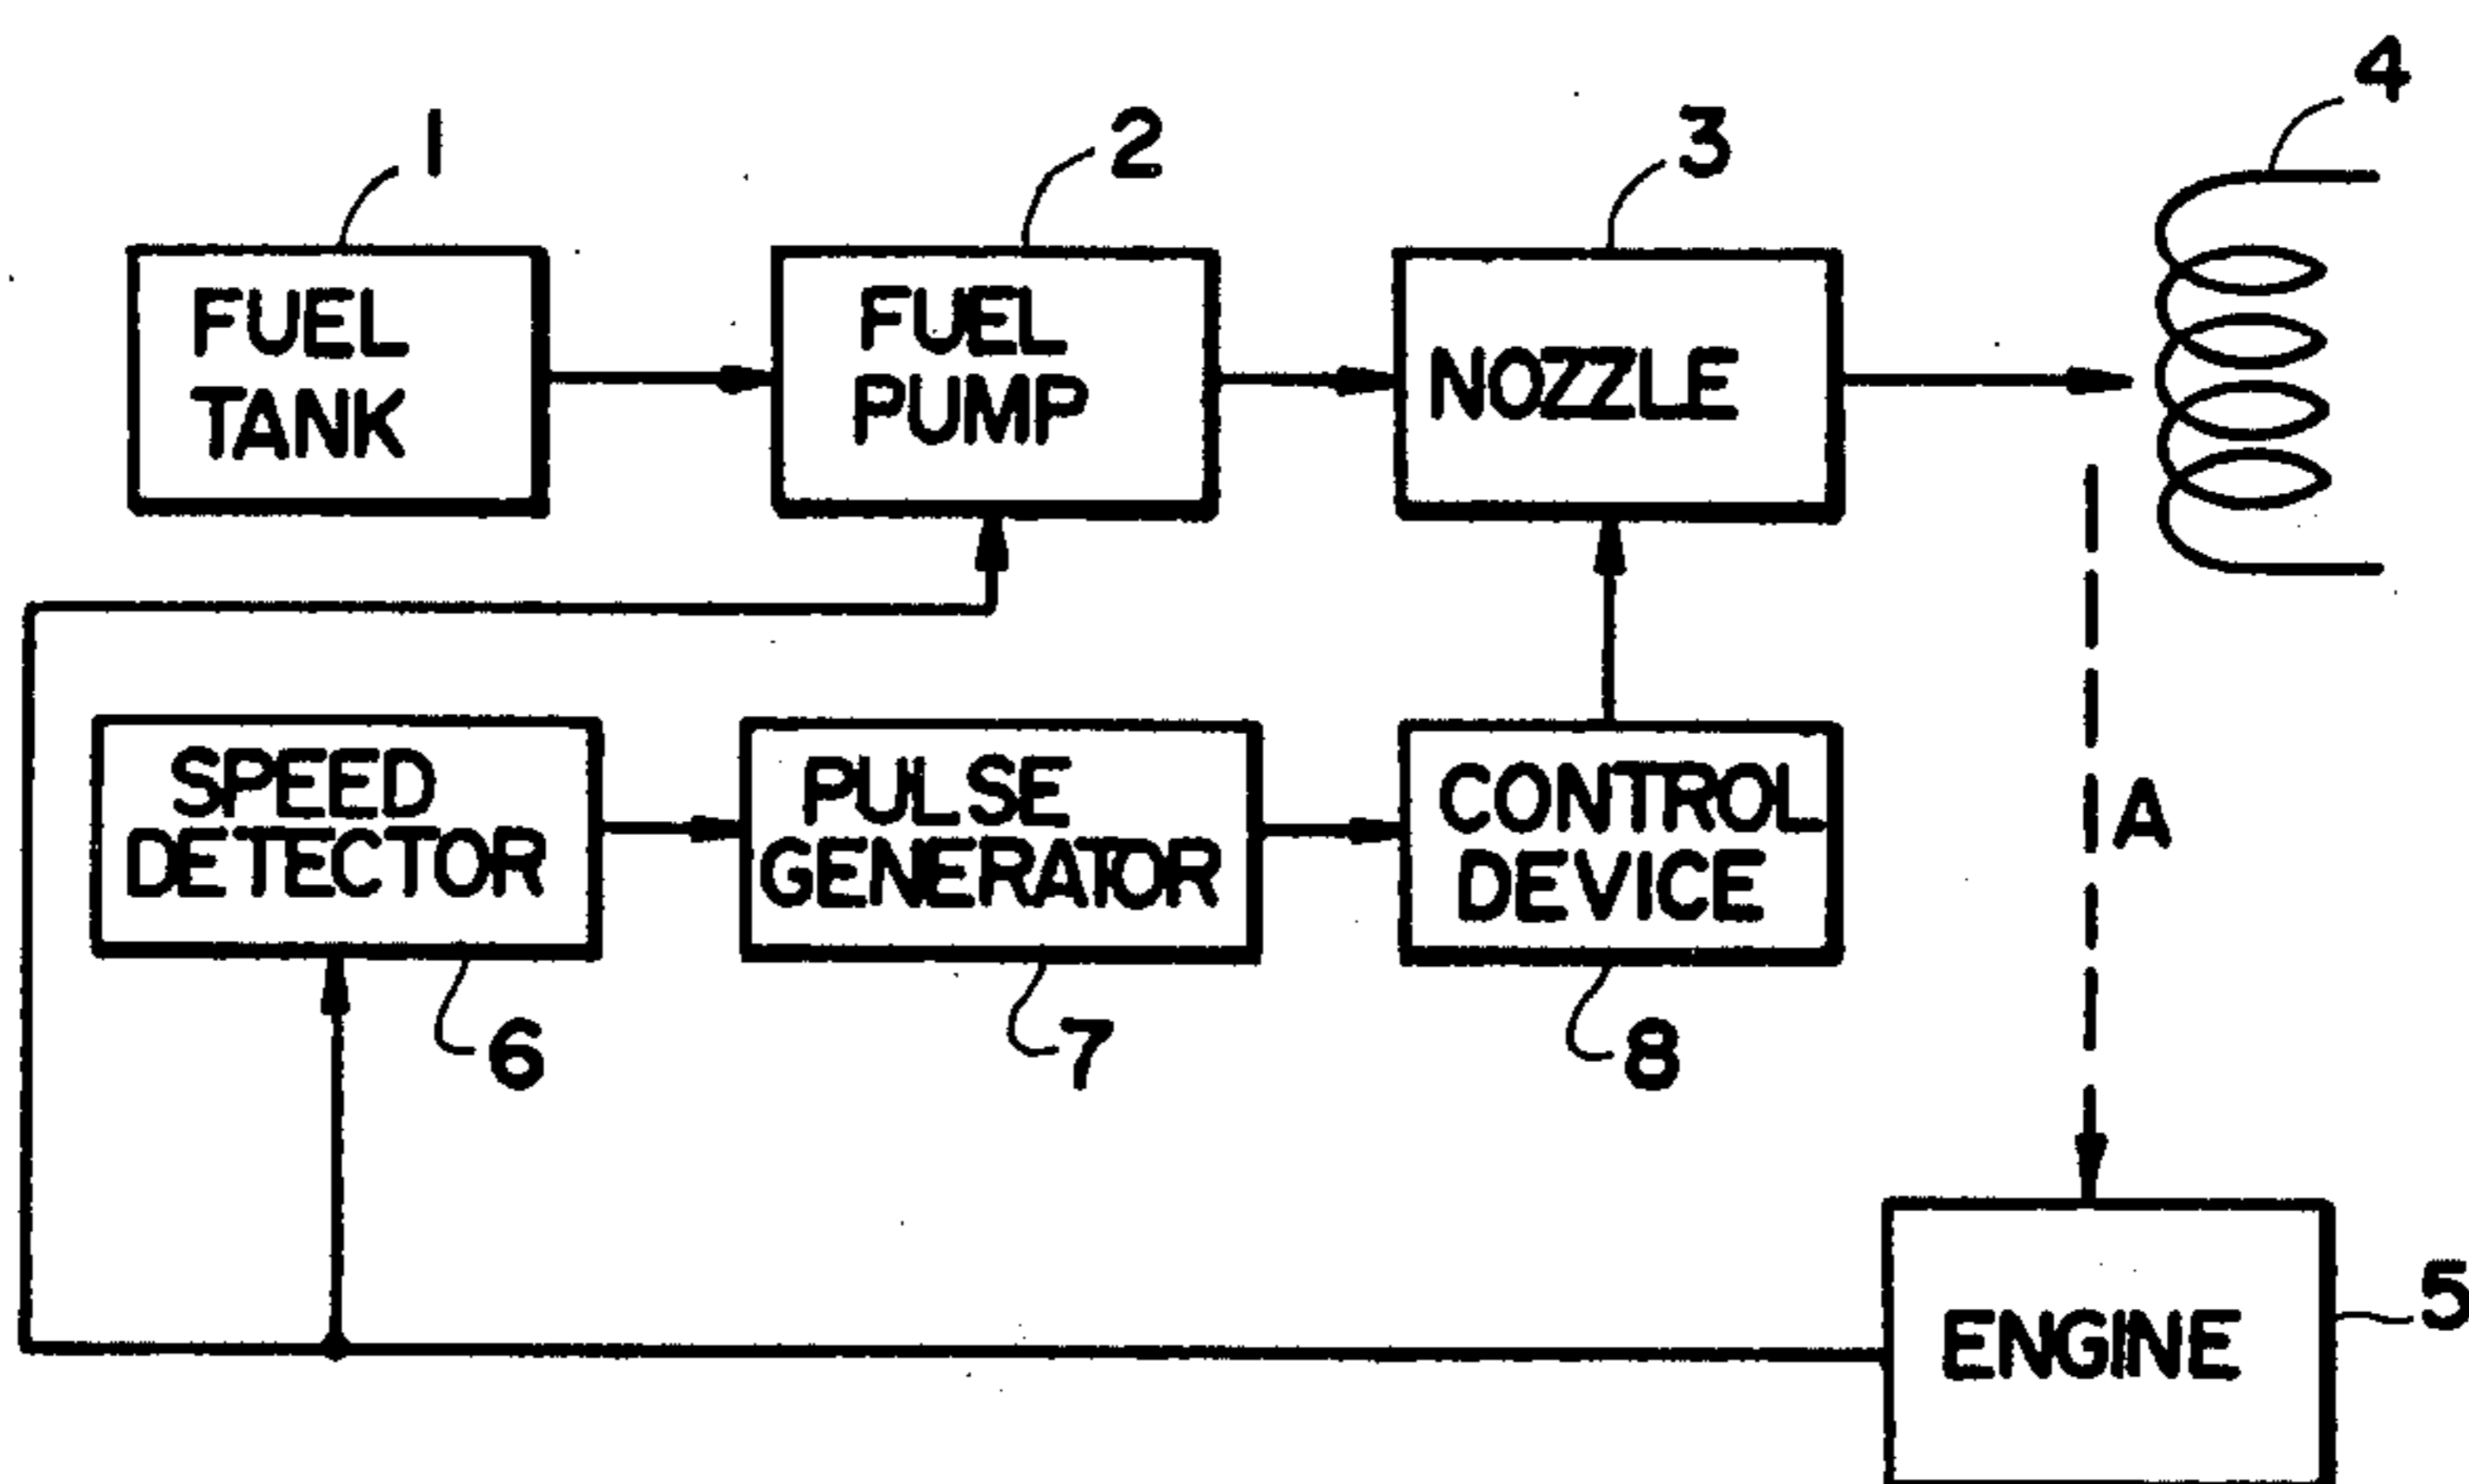 4
1
2
3
FUEL
TANK
FUEL
PUMP
NOZZLE
SPEED
DETECTOR
PULSE
GENERATOR
CONTROL
DEVICE
A
6
7
8
5
ENGINE